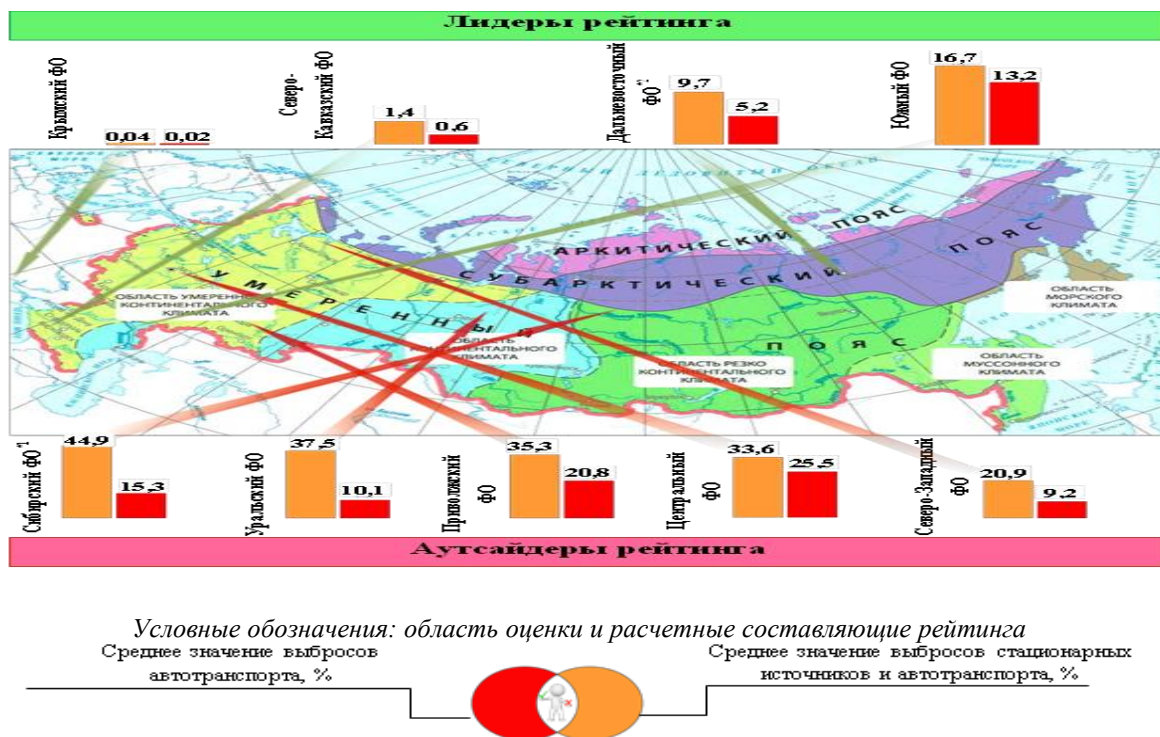 Лидеры рейтинга
Крымский ФО
0,04
0,02
Северо-
Кавказский ФО
1,4
0,6
Дальневосточный
ФО*¹
9,7
5,2
Южный ФО
16,7
13,2
АРКИТИЧЕСКИЙ ПОЯС
СУБАРКТИЧЕСКИЙ ПОЯС
УМЕРЕННЫЙ ПОЯС
ОБЛАСТЬ УМЕРЕННО
КОНТИНЕНТАЛЬНОГО
КЛИМАТА
ОБЛАСТЬ
КОНТИНЕНТАЛЬНОГО
КЛИМАТА
ОБЛАСТЬ РЕЗКО
КОНТИНЕНТАЛЬНОГО
КЛИМАТА
ОБЛАСТЬ
МОРСКОГО
КЛИМАТА
ОБЛАСТЬ
МУССОННОГО
КЛИМАТА
Сибирский ФО*¹
44,9
15,3
Уральский ФО
37,5
10,1
Приволжский
ФО
35,3
20,8
Центральный
ФО
33,6
25,5
Северо-Западный
ФО
20,9
9,2
Аутсайдеры рейтинга
Условные обозначения: область оценки и расчетные составляющие рейтинга
Среднее значение выбросов
автотранспорта, %
Среднее значение выбросов стационарных
источников и автотранспорта, %